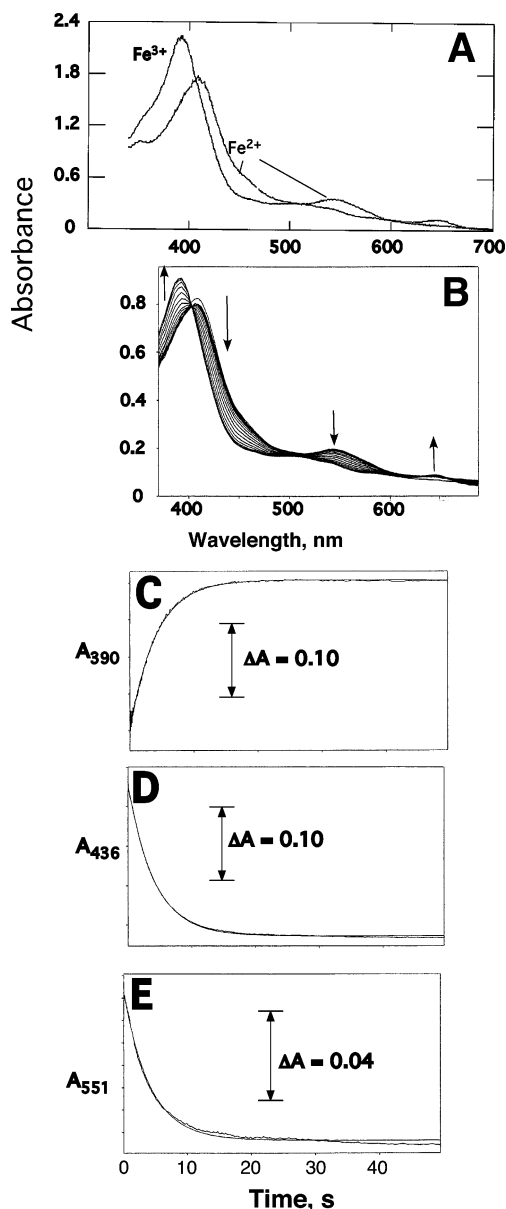 2.4
1.8
1.2
0.6
0
Fe3+
Fe2+
A
400
500
600
700
Absorbance
B
0.8
0.6
0.4
0.2
0
400
500
600
Wavelength, nm
C
A390
ΔA = 0.10
D
A436
ΔA = 0.10
E
A551
ΔA = 0.04
0
10
20
30
40
Time, s